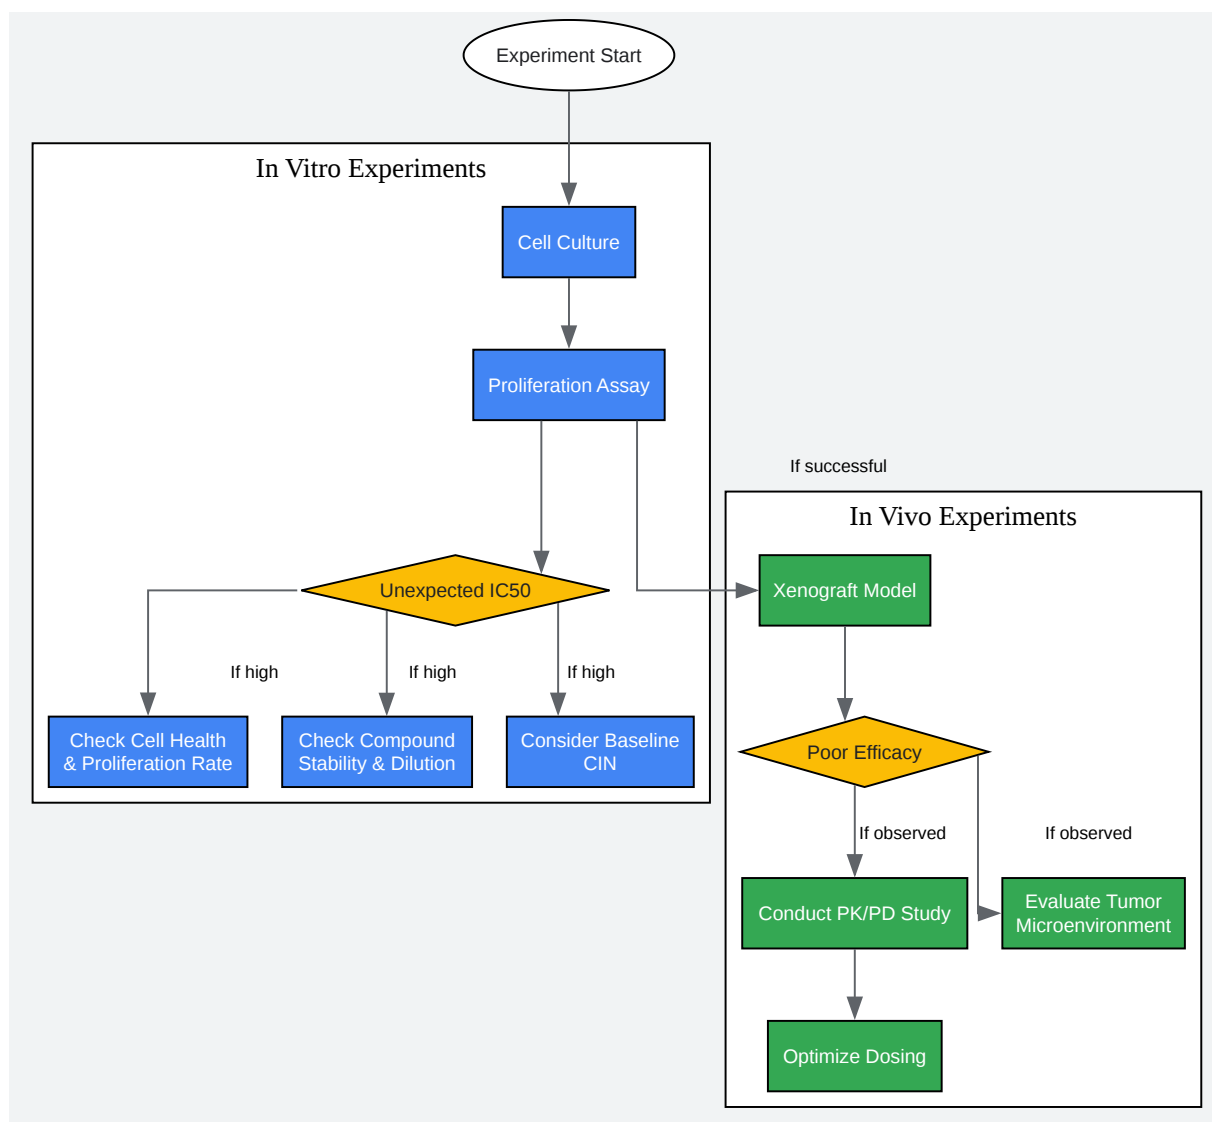 Experiment Start
In Vitro Experiments
Cell Culture
Proliferation Assay
If successful
In Vivo Experiments
Unexpected IC50
Xenograft Model
If high
If high
If high
Check Cell Health
& Proliferation Rate
Check Compound
Stability & Dilution
Consider Baseline
CIN
Poor Efficacy
If observed
If observed
Conduct PK/PD Study
Evaluate Tumor
Microenvironment
Optimize Dosing